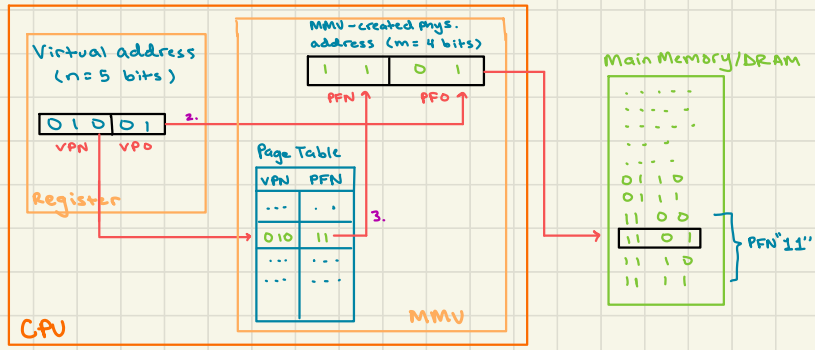 Virtual address
(n= 5 bits)
0 1 0 0 1
VPN VPO
Register
2.
MMU-created phys.
address (m= 4 bits)
1 1 0 1
PFN PFO
Page Table
VPN PFN
... ..
010 11
... ...
... ...
3.
MMU
CPU
Main Memory/DRAM
. . . . .
. . . . .
. . . . .
. . . .
. . . .
0 1 1 0
0 1 1 1
1 1 0 0
1 1 0 1
1 1 1 0
1 1 1 1
PFN"11"